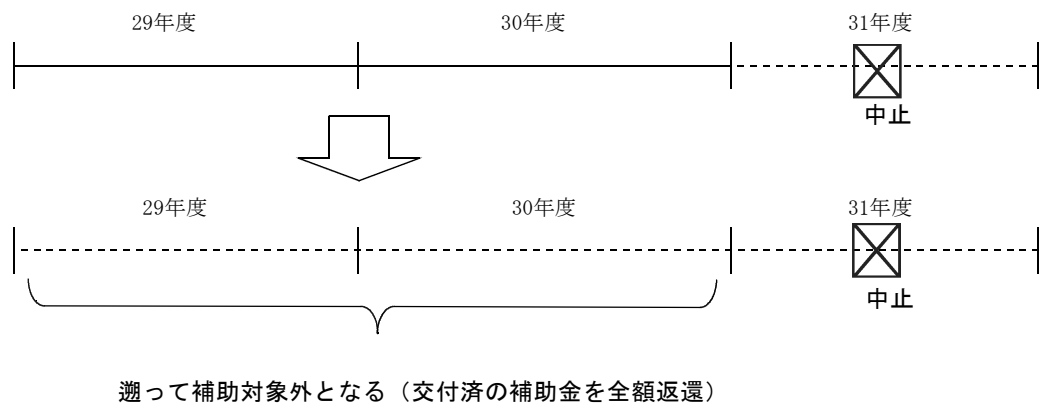 29年度 30年度 31年度
中止
29年度 30年度 31年度
中止
遡って補助対象外となる（交付済の補助金を全額返還）